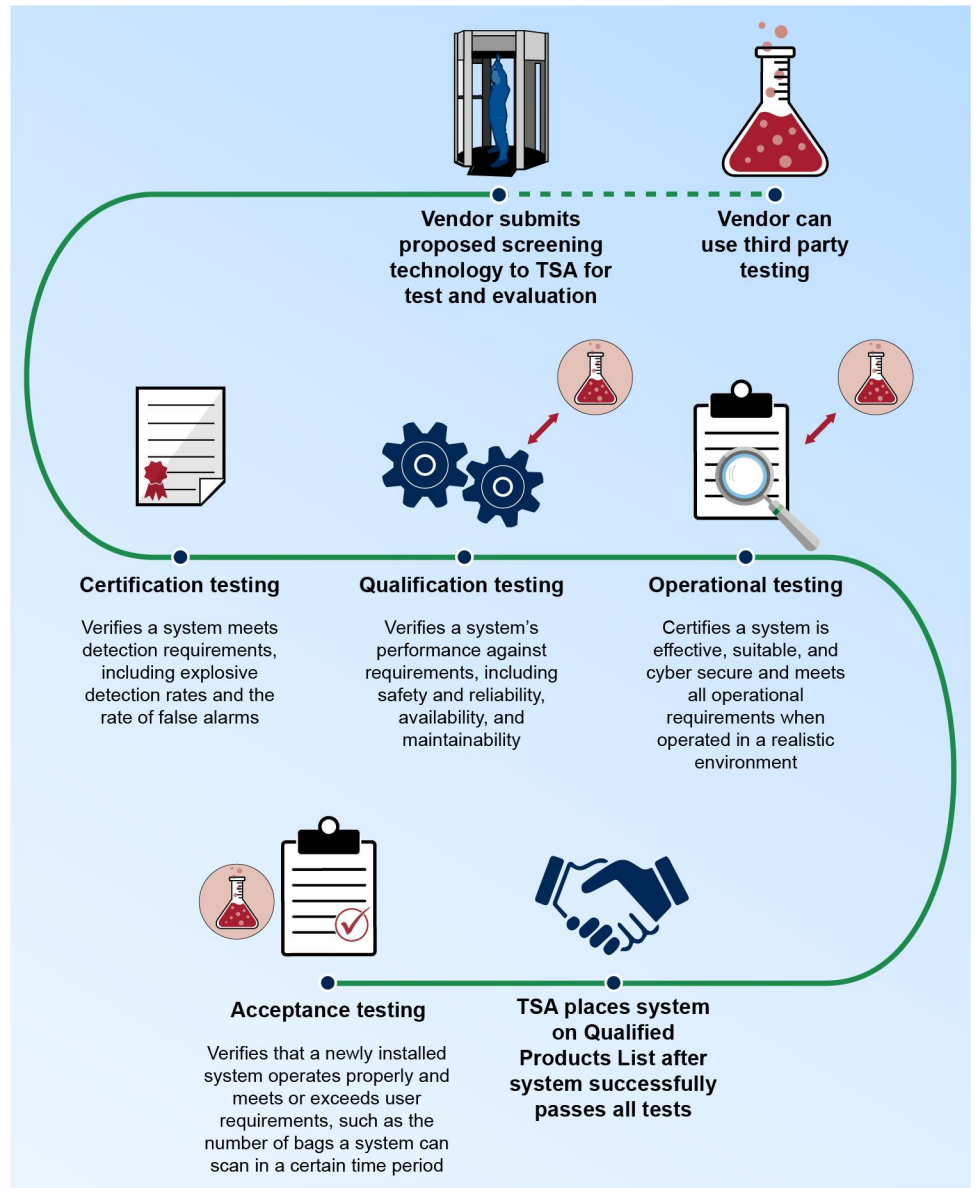 Vendor submits
proposed screening
technology to TSA for
test and evaluation
Vendor can
use third party
testing
Certification testing
Verifies a system meets
detection requirements,
including explosive
detection rates and the
rate of false alarms
Qualification testing
Verifies a system’s
performance against
requirements, including
safety and reliability,
availability, and
maintainability
Operational testing
Certifies a system is
effective, suitable, and
cyber secure and meets
all operational
requirements when
operated in a realistic
environment
Acceptance testing
Verifies that a newly installed
system operates properly and
meets or exceeds user
requirements, such as the
number of bags a system can
scan in a certain time period
TSA places system
on Qualified
Products List after
system successfully
passes all tests